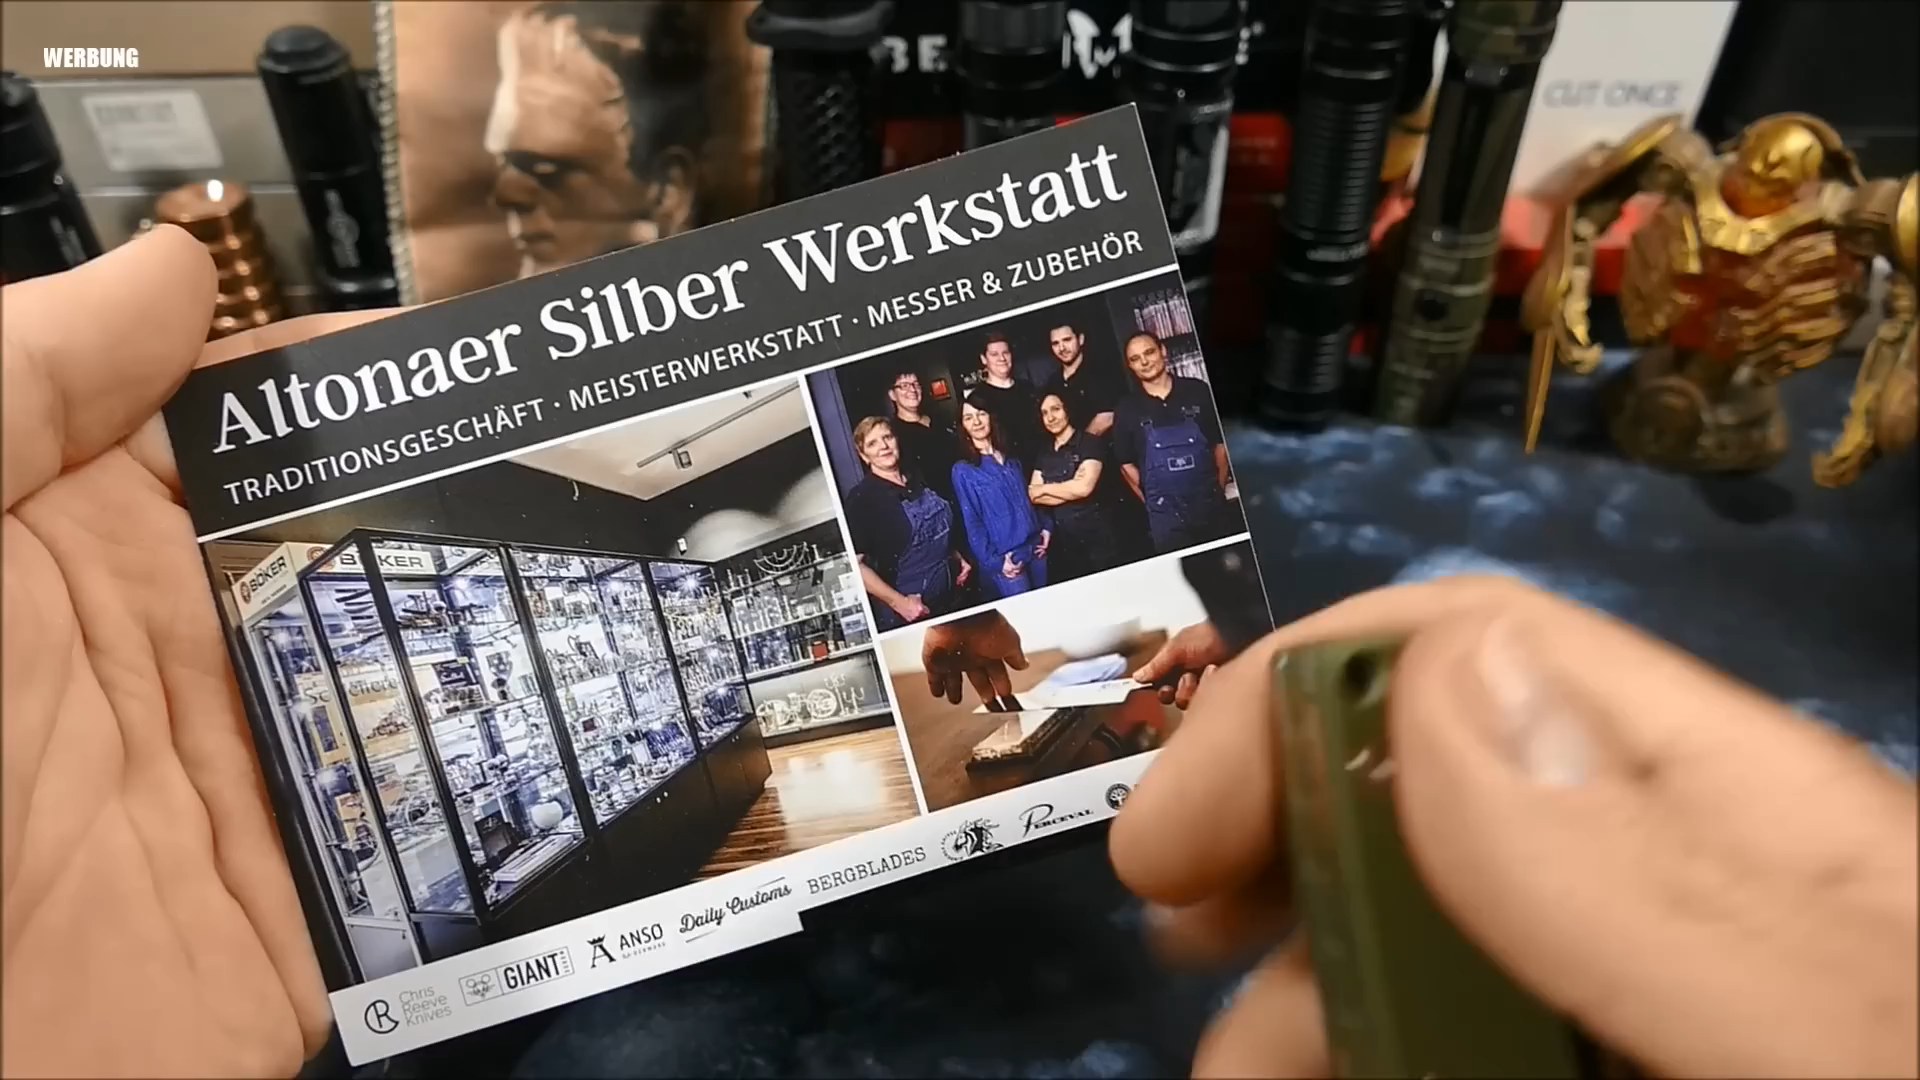 WERBUNG
CUT ONCE
Altonaer Silber Werkstatt
TRADITIONSGESCHÄFT · MEISTERWERKSTATT · MESSER & ZUBEHÖR
BÖKER
BÖKER
Chris
Reeve
Knives
GIANT
ANSØ
Daily Customs
BERGBLADES
PERCEVAL